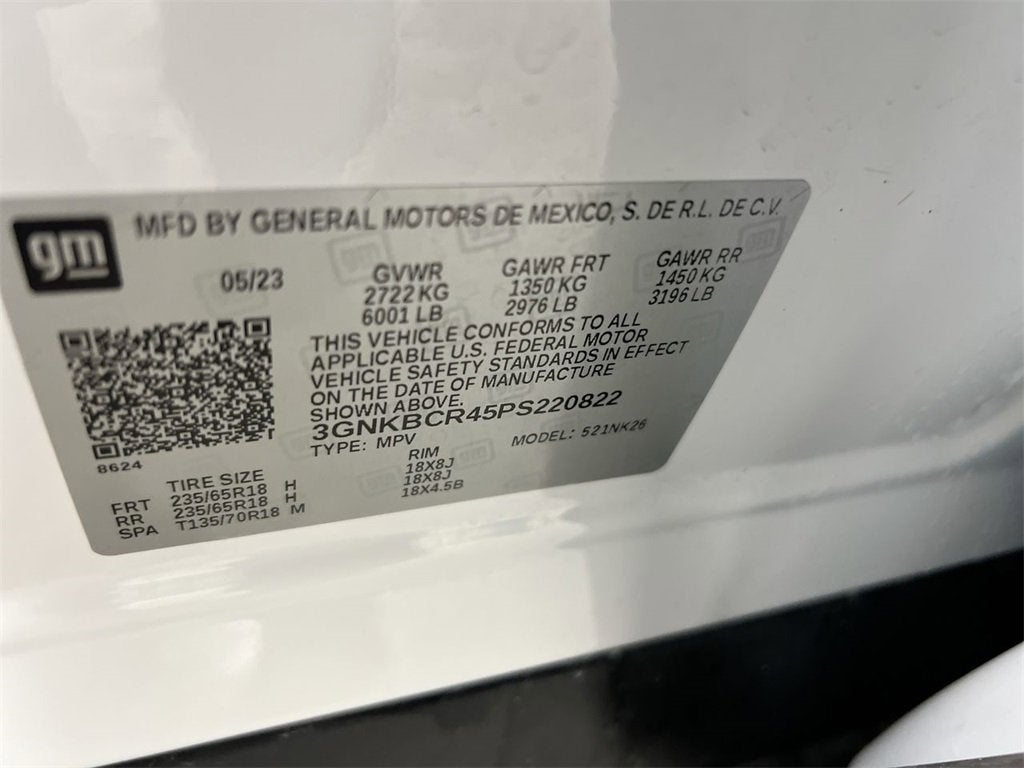 gm
MFD BY GENERAL MOTORS DE MEXICO, S. DE R.L. DE C.V.
05/23 GVWR GAWR FRT GAWR RR
2722 KG 1350 KG 1450 KG
6001 LB 2976 LB 3196 LB
THIS VEHICLE CONFORMS TO ALL
APPLICABLE U.S. FEDERAL MOTOR
VEHICLE SAFETY STANDARDS IN EFFECT
ON THE DATE OF MANUFACTURE
SHOWN ABOVE.
3GNKBCR45PS220822
TYPE: MPV MODEL: 521NK26
8624
TIRE SIZE RIM
FRT 235/65R18 H 18X8J
RR 235/65R18 H 18X8J
SPA T135/70R18 M 18X4.5B